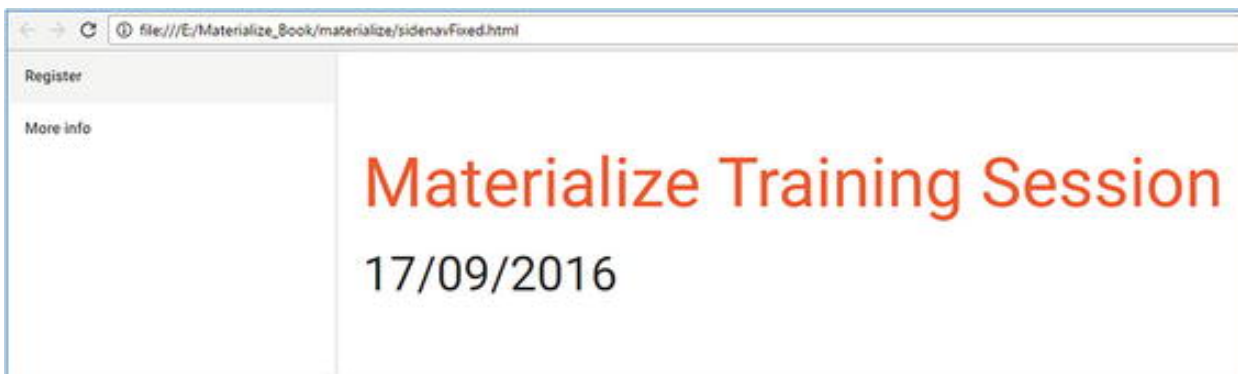 file:///E:/Materialize_Book/materialize/sidenavFixed.html
Register
More info
Materialize Training Session
17/09/2016